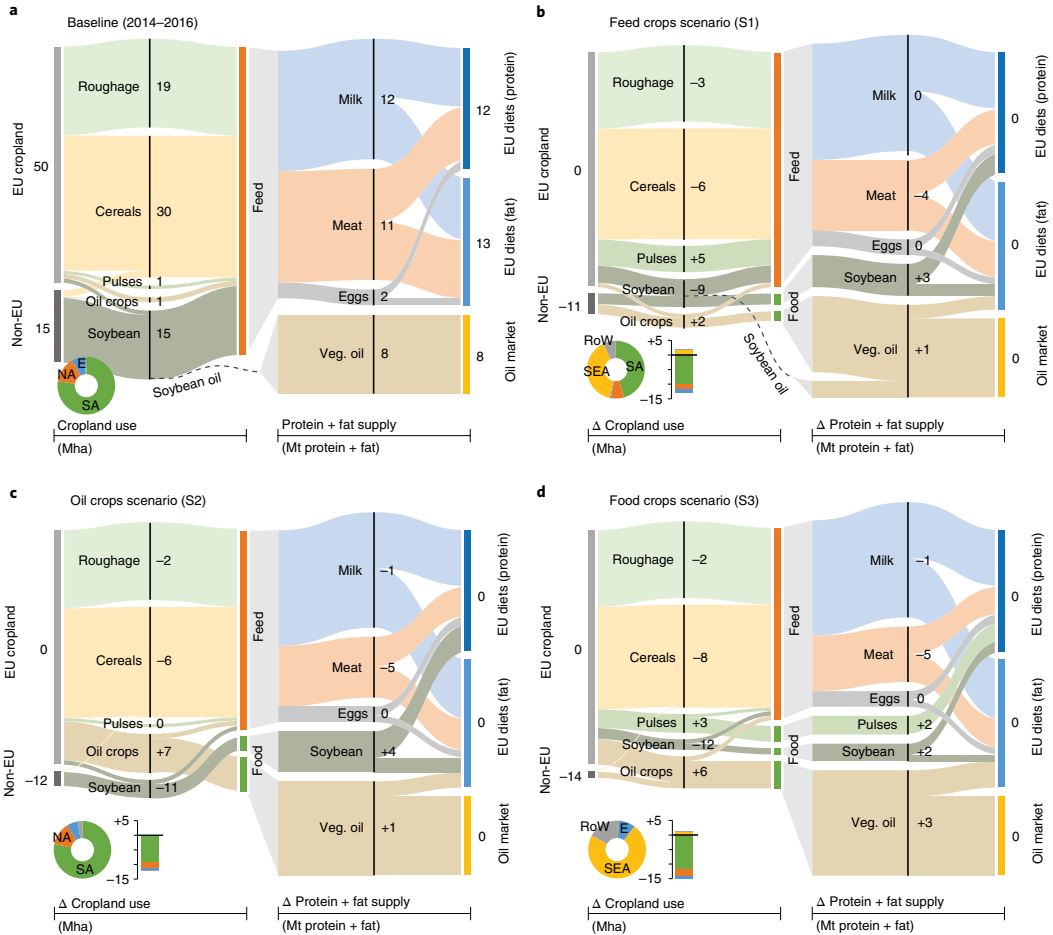 a
Baseline (2014–2016)
EU cropland
50
Non-EU
15
Roughage
19
Cereals
30
Pulses
1
Oil crops
1
Soybean
15
E
NA
SA
Soybean oil
Feed
Milk
12
Meat
11
Eggs
2
Veg. oil
8
12
EU diets (protein)
13
EU diets (fat)
8
Oil market
Cropland use
(Mha)
Protein + fat supply
(Mt protein + fat)
b
Feed crops scenario (S1)
EU cropland
0
Non-EU
−11
Roughage
−3
Cereals
−6
Pulses
+5
Soybean
−9
Oil crops
+2
RoW
SEA
SA
+5
−15
Soybean oil
Feed
Food
Milk
0
Meat
−4
Eggs
0
Soybean
+3
Veg. oil
+1
0
EU diets (protein)
0
EU diets (fat)
0
Oil market
Δ Cropland use
(Mha)
Δ Protein + fat supply
(Mt protein + fat)
c
Oil crops scenario (S2)
EU cropland
0
Non-EU
−12
Roughage
−2
Cereals
−6
Pulses
0
Oil crops
+7
Soybean
−11
NA
SA
+5
−15
Feed
Food
Milk
−1
Meat
−5
Eggs
0
Soybean
+4
Veg. oil
+1
0
EU diets (protein)
0
EU diets (fat)
0
Oil market
Δ Cropland use
(Mha)
Δ Protein + fat supply
(Mt protein + fat)
d
Food crops scenario (S3)
EU cropland
0
Non-EU
−14
Roughage
−2
Cereals
−8
Pulses
+3
Soybean
−12
Oil crops
+6
RoW
E
SEA
+5
−15
Feed
Food
Milk
−1
Meat
−5
Eggs
0
Pulses
+2
Soybean
+2
Veg. oil
+3
0
EU diets (protein)
0
EU diets (fat)
0
Oil market
Δ Cropland use
(Mha)
Δ Protein + fat supply
(Mt protein + fat)